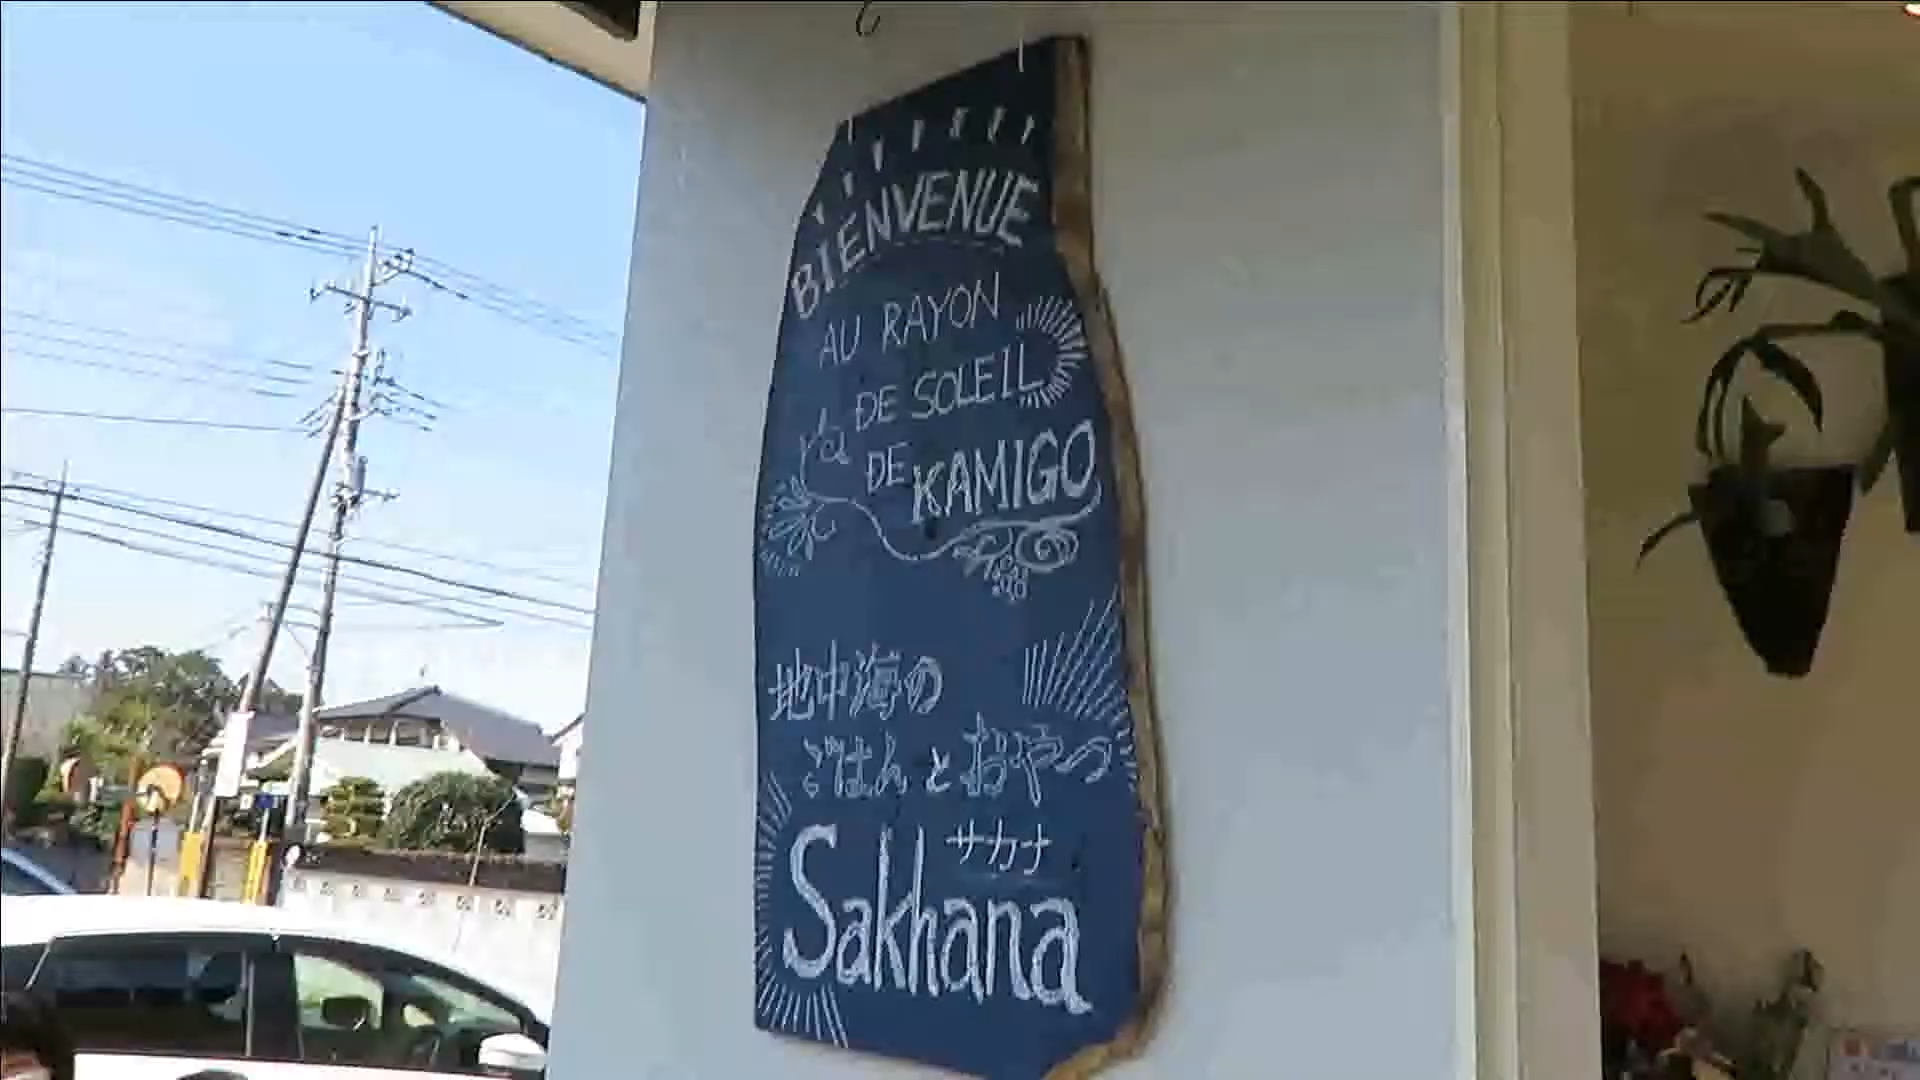 BIENVENUE
AU RAYON
DE SOLEIL
DE KAMIGO
地中海の
ごはんとおやつ
サカナ
Sakhana